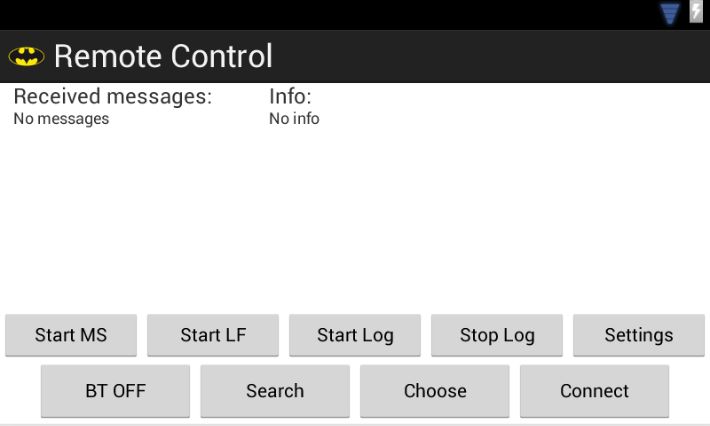 Remote Control
Received messages:
No messages
Info:
No info
Start MS
Start LF
Start Log
Stop Log
Settings
BT OFF
Search
Choose
Connect